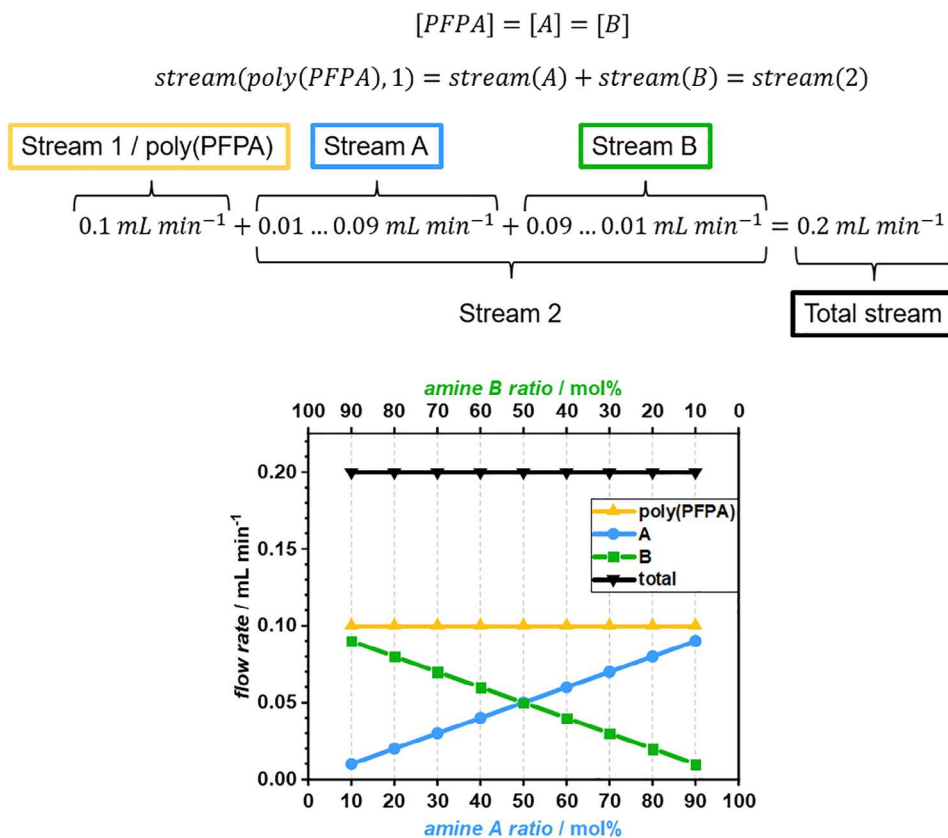 [PFPA] = [A] = [B]
stream(poly(PFPA), 1) = stream(A) + stream(B) = stream(2)
Stream 1 / poly(PFPA) Stream A Stream B
0.1 mL min⁻¹ + 0.01 ... 0.09 mL min⁻¹ + 0.09 ... 0.01 mL min⁻¹ = 0.2 mL min⁻¹
Stream 2 Total stream
amine B ratio / mol%
100 90 80 70 60 50 40 30 20 10 0
0.20
0.15
0.10
0.05
0.00
flow rate / mL min⁻¹
poly(PFPA)
A
B
total
0 10 20 30 40 50 60 70 80 90 100
amine A ratio / mol%